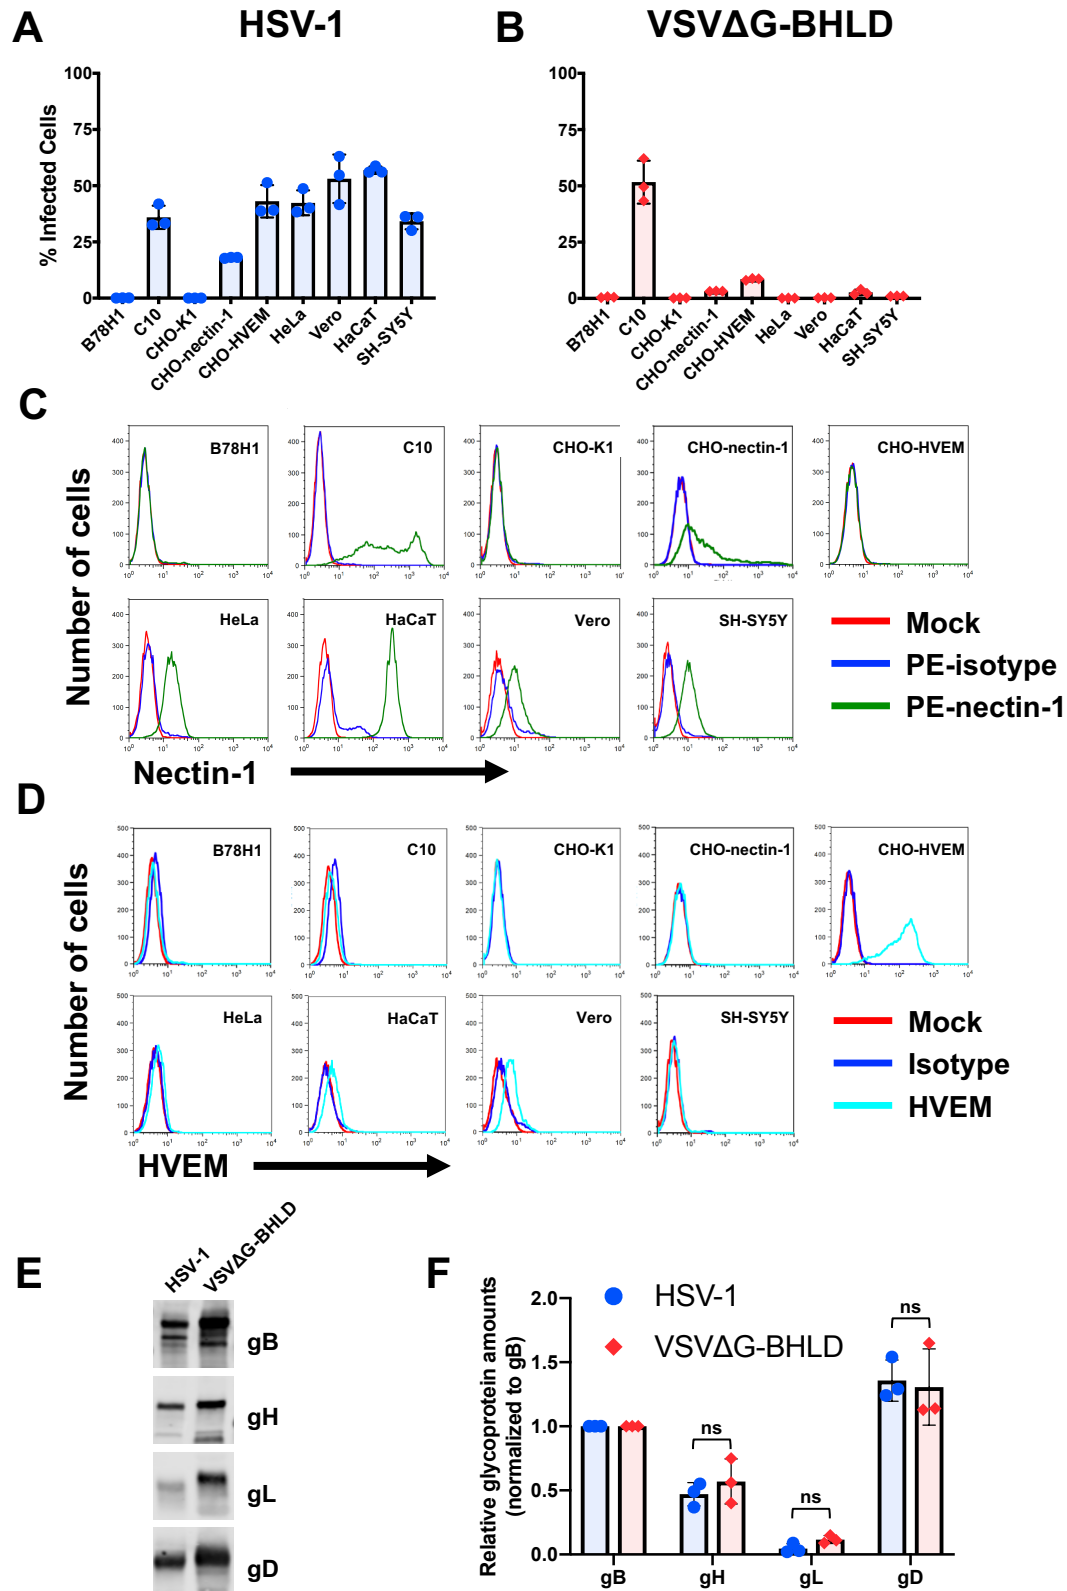 A
HSV-1
B
VSVΔG-BHLD
% Infected Cells
100
75
50
25
0
B78H1
C10
CHO-K1
CHO-nectin-1
CHO-HVEM
HeLa
Vero
HaCaT
SH-SY5Y
100
75
50
25
0
B78H1
C10
CHO-K1
CHO-nectin-1
CHO-HVEM
HeLa
Vero
HaCaT
SH-SY5Y
C
Number of cells
B78H1
C10
CHO-K1
CHO-nectin-1
CHO-HVEM
HeLa
HaCaT
Vero
SH-SY5Y
Mock
PE-isotype
PE-nectin-1
Nectin-1
D
Number of cells
B78H1
C10
CHO-K1
CHO-nectin-1
CHO-HVEM
HeLa
HaCaT
Vero
SH-SY5Y
Mock
Isotype
HVEM
HVEM
E
HSV-1
VSVΔG-BHLD
gB
gH
gL
gD
F
Relative glycoprotein amounts
(normalized to gB)
2.0
1.5
1.0
0.5
0.0
HSV-1
VSVΔG-BHLD
ns
ns
ns
gB
gH
gL
gD